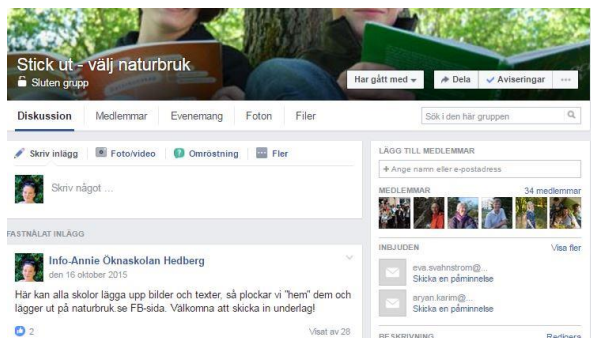 Stick ut - välj naturbruk
Sluten grupp
Har gått med
Dela
Aviseringar
Diskussion
Medlemmar
Evenemang
Foton
Filer
Sök i den här gruppen
Skriv inlägg
Foto/video
Omröstning
Fler
Skriv något ...
FASTNÅLAT INLÄGG
Info-Annie Öknaskolan Hedberg
den 16 oktober 2015
Här kan alla skolor lägga upp bilder och texter, så plockar vi "hem" dem och
lägger ut på naturbruk.se FB-sida. Välkomna att skicka in underlag!
2
Visat av 28
LÄGG TILL MEDLEMMAR
+ Ange namn eller e-postadress
MEDLEMMAR
34 medlemmar
INBJUDEN
Visa fler
eva.svahnstrom@...
Skicka en påminnelse
aryan.karim@...
Skicka en påminnelse
BESKRIVNING
Redigera